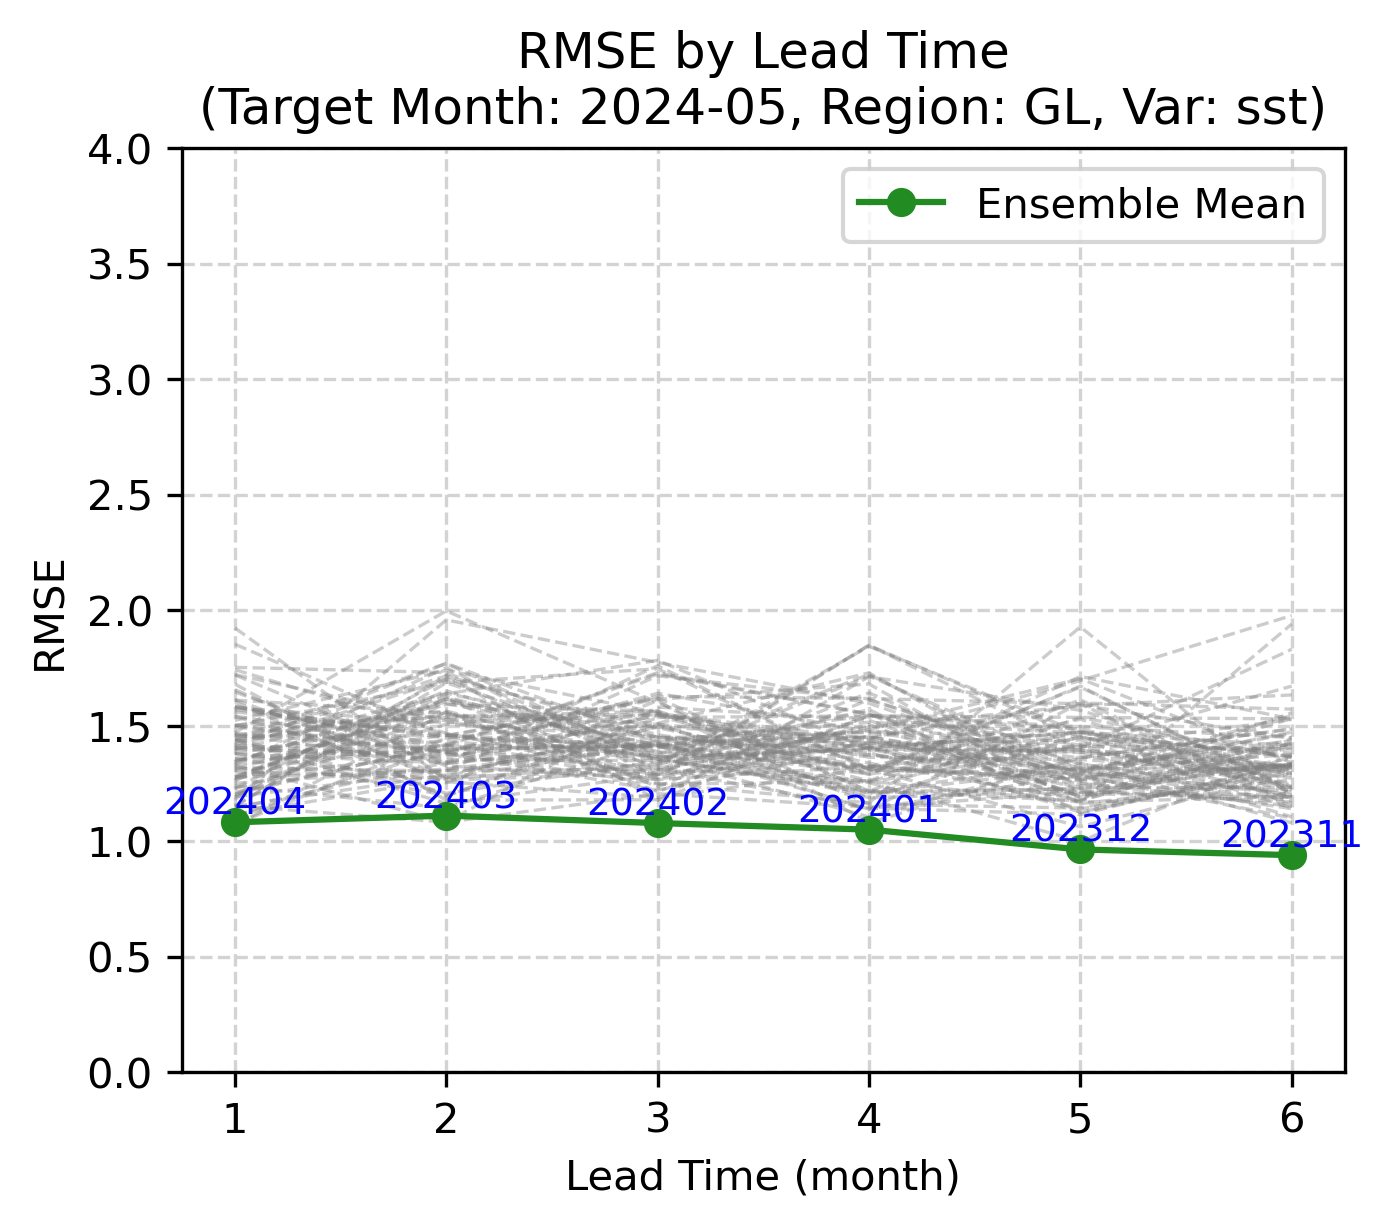 RMSE by Lead Time
(Target Month: 2024-05, Region: GL, Var: sst)
4.0
3.5
3.0
2.5
2.0
1.5
1.0
0.5
0.0
RMSE
Ensemble Mean
202404
202403
202402
202401
202312
202311
1 2 3 4 5 6
Lead Time (month)